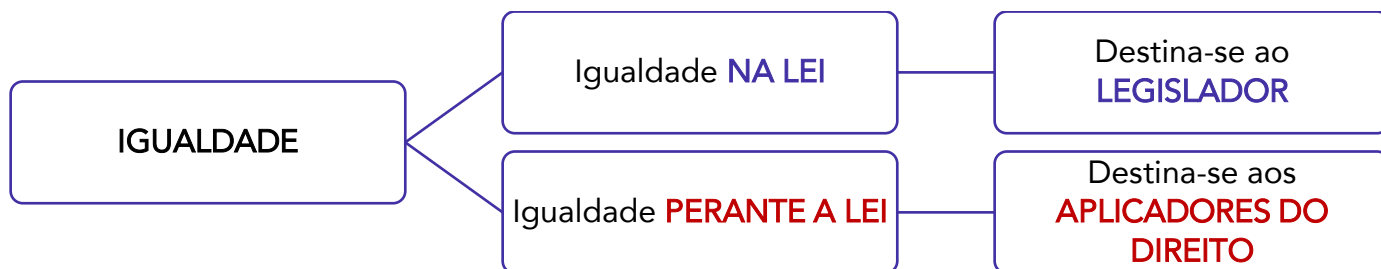 IGUALDADE
Igualdade NA LEI
Destina-se ao
LEGISLADOR
Igualdade PERANTE A LEI
Destina-se aos
APLICADORES DO
DIREITO